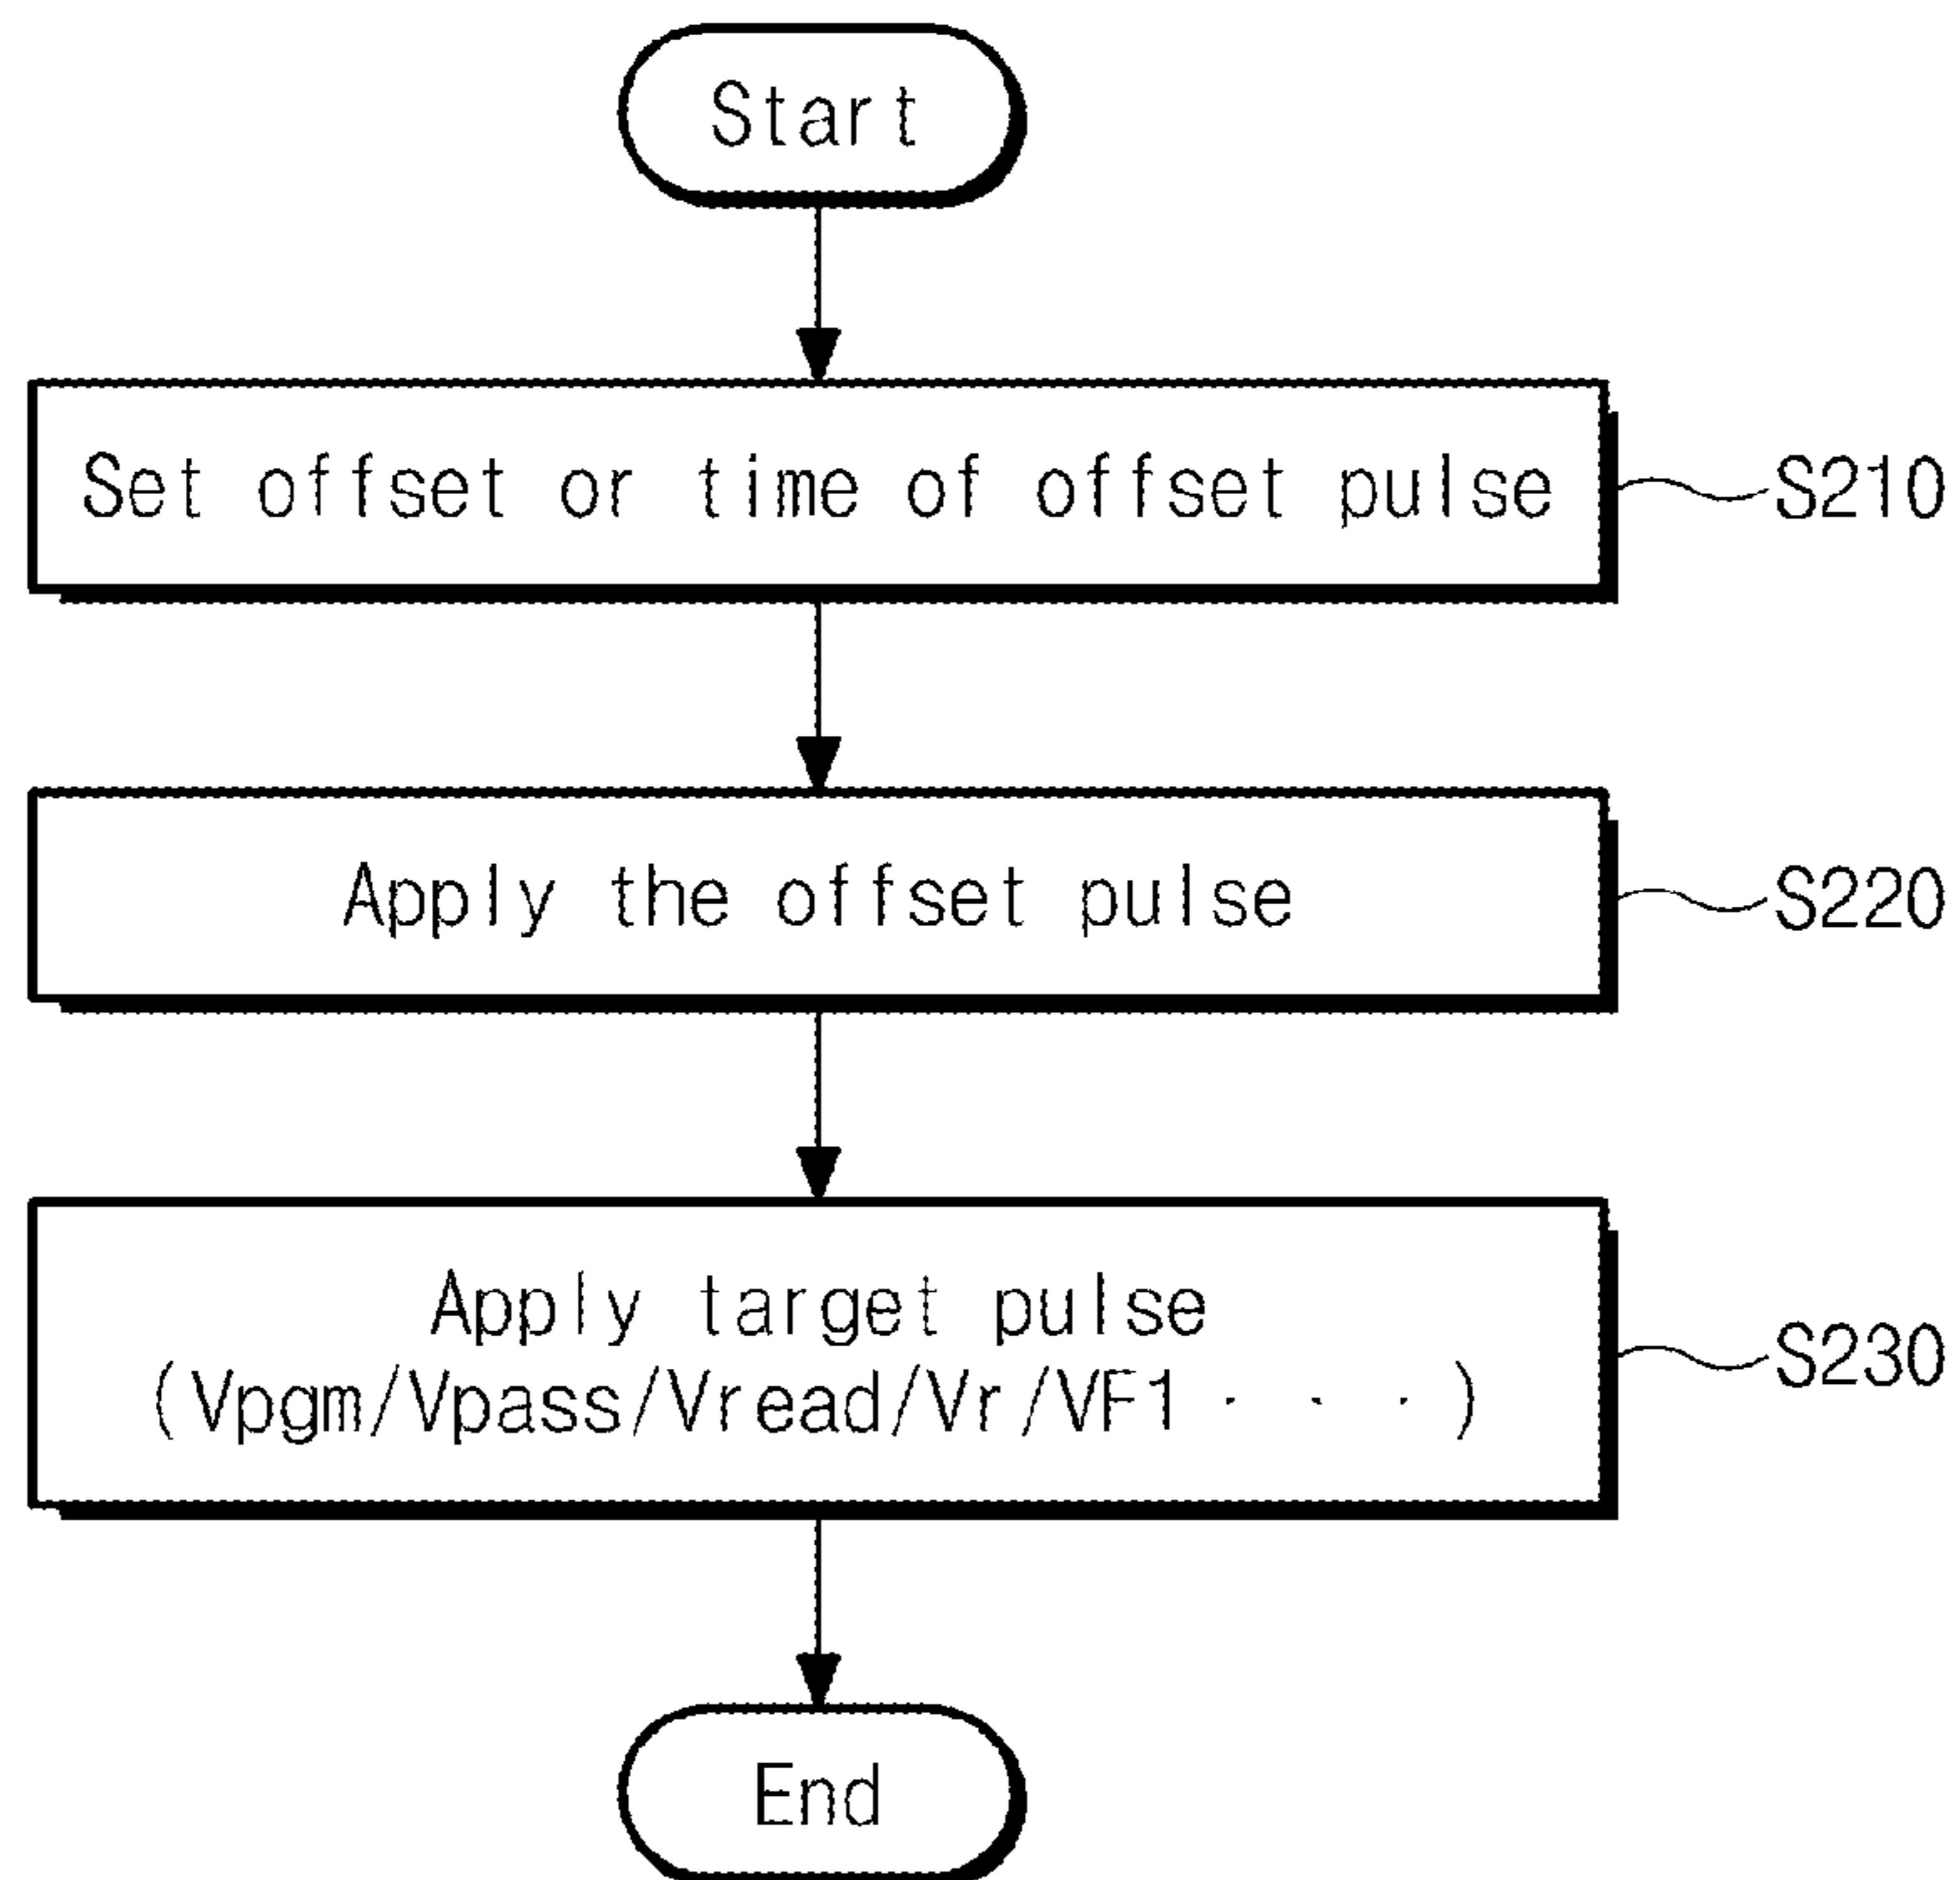 Start
Set offset or time of offset pulse
S210
Apply the offset pulse
S220
Apply target pulse
(Vpgm/Vpass/Vread/Vr/VF1 · · · )
S230
End